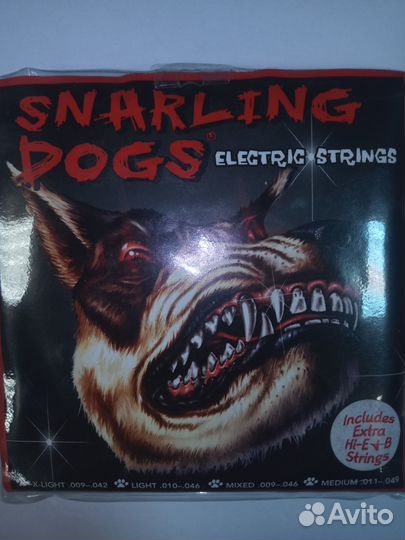 SNARLING
DOGS® ELECTRIC STRINGS
Includes
Extra
HI-E & B
Strings
X-LIGHT .009-.042 LIGHT .010-.046 MIXED .009-.046 MEDIUM .011-.049
Avito